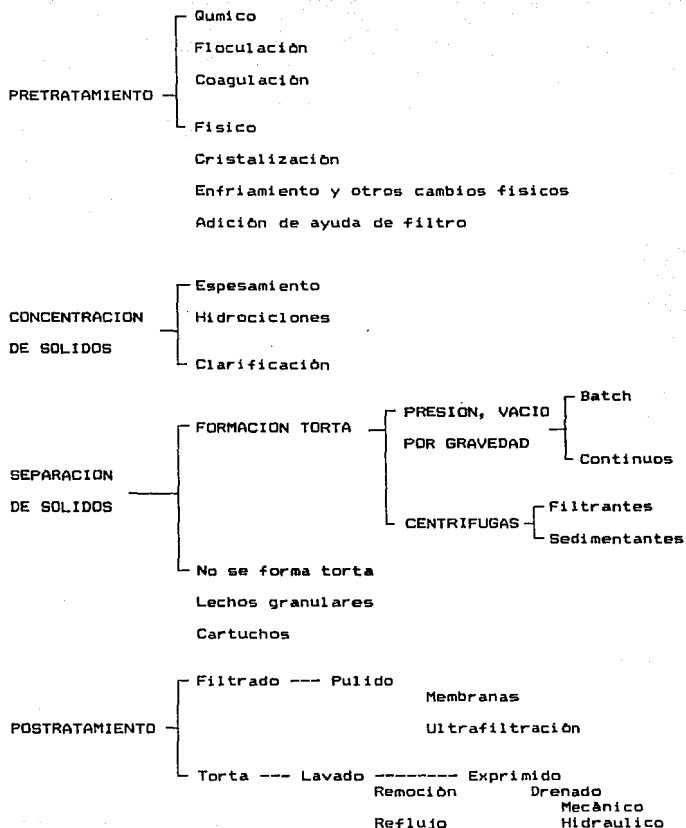 Qumico
Floculación
Coagulación
PRETRATAMIENTO
Fisico
Cristalización
Enfriamiento y otros cambios fisicos
Adición de ayuda de filtro
Espesamiento
CONCENTRACION
Hidrociclones
DE SOLIDOS
Clarificación
Batch
PRESION, VACIO
FORMACION TORTA
POR GRAVEDAD
Continuos
SEPARACION
Filtrantes
DE SOLIDOS
CENTRIFUGAS
Sedimentantes
No se forma torta
Lechos granulares
Cartuchos
Filtrado --- Pulido
Membranas
POSTRATAMIENTO
Ultrafiltración
Torta --- Lavado -------- Exprimido
Remoción Drenado
Mecánico
Reflujo Hidraulico